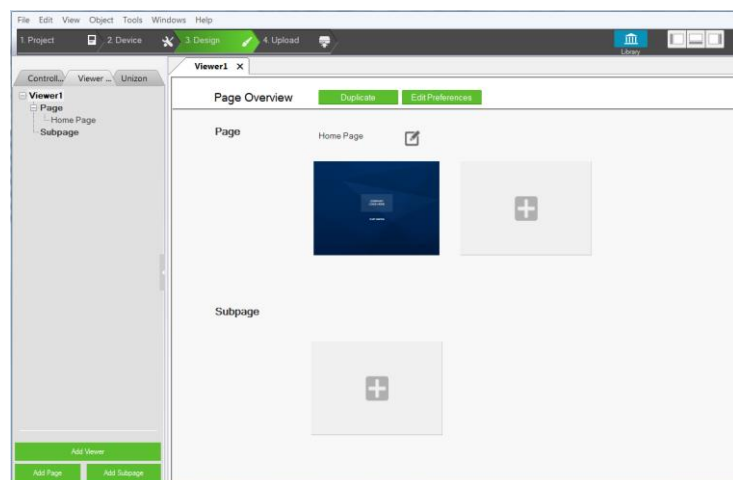 File Edit View Object Tools Windows Help
1. Project 2. Device 3. Design 4. Upload
Library
Controll... Viewer ... Unizon
Viewer1 X
Viewer1
Page
Home Page
Subpage
Page Overview Duplicate Edit Preferences
Page Home Page
Subpage
Add Viewer
Add Page Add Subpage